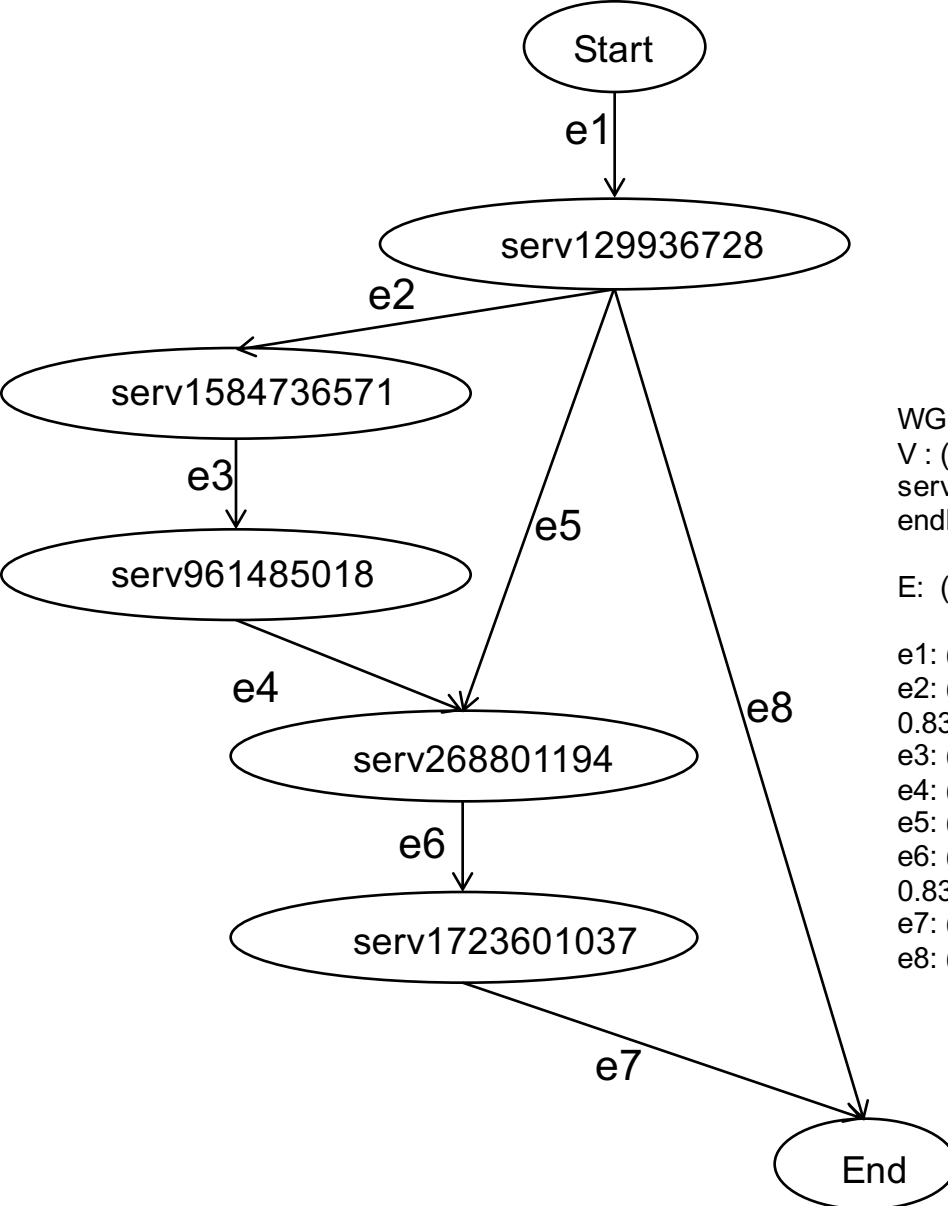 Start
e1
serv129936728
e2
serv1584736571
e3
serv961485018
e5
e4
e8
serv268801194
e6
serv1723601037
e7
End
WG
V : (
serv
E: (
e1: (
e2: (
0.83
e3: (
e4: (
e5: (
e6: (
0.83
e7: (
e8: (